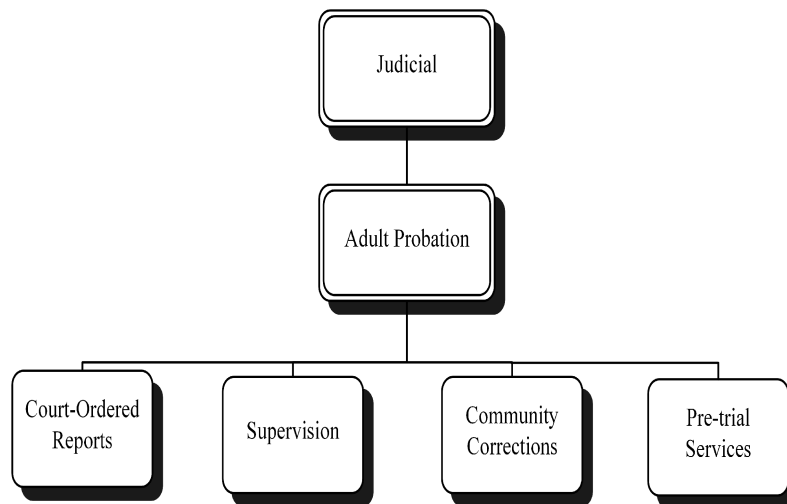 Judicial
Adult Probation
Court-Ordered
Reports
Supervision
Community
Corrections
Pre-trial
Services